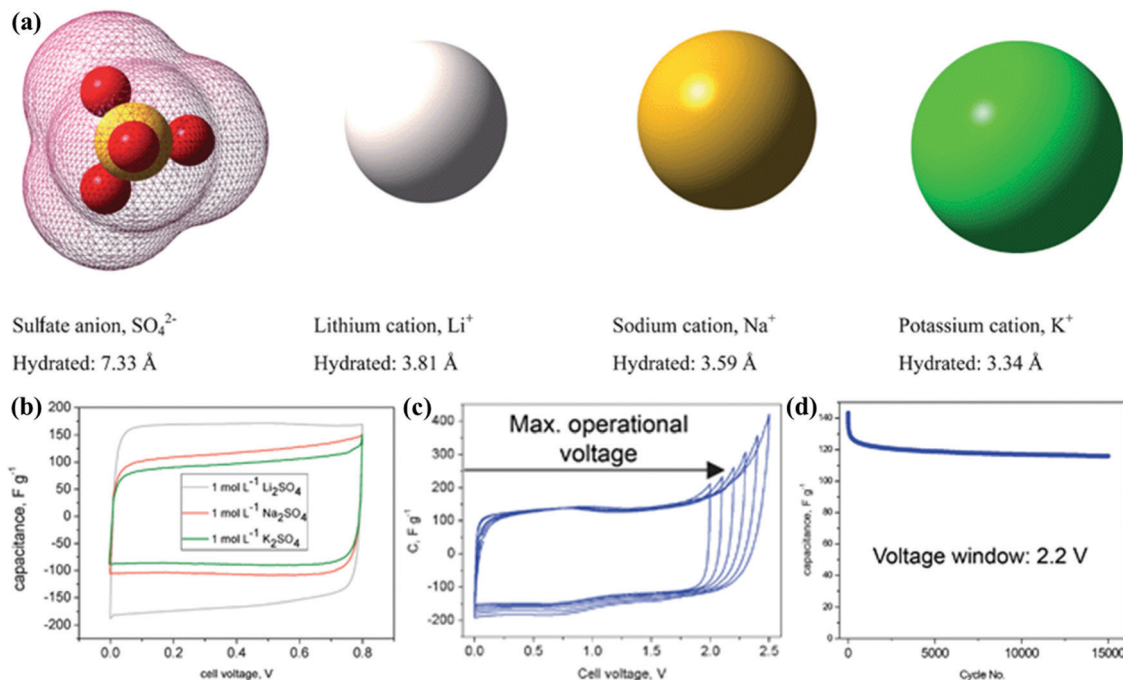 (a)
Sulfate anion, SO₄²⁻
Hydrated: 7.33 Å
Lithium cation, Li⁺
Hydrated: 3.81 Å
Sodium cation, Na⁺
Hydrated: 3.59 Å
Potassium cation, K⁺
Hydrated: 3.34 Å
(b)
capacitance, F g⁻¹
200
150
100
50
0
-50
-100
-150
-200
1 mol L⁻¹ Li₂SO₄
1 mol L⁻¹ Na₂SO₄
1 mol L⁻¹ K₂SO₄
0.0 0.2 0.4 0.6 0.8
cell voltage, V
(c)
C, F g⁻¹
400
300
200
100
0
-100
-200
Max. operational
voltage
0.0 0.5 1.0 1.5 2.0 2.5
Cell voltage, V
(d)
capacitance, F g⁻¹
140
120
100
80
60
40
20
0
Voltage window: 2.2 V
0 5000 10000 15000
Cycle No.